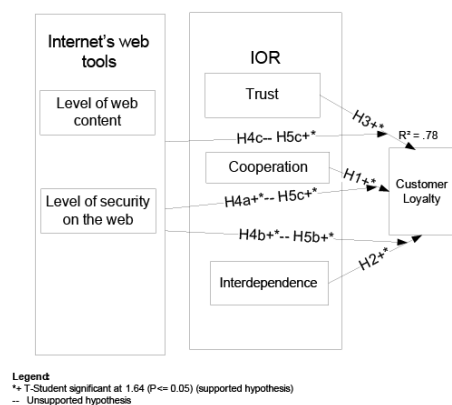 Internet's web
tools
Level of web
content
Level of security
on the web
IOR
Trust
Cooperation
Interdependence
H3+*
R² = .78
H4c-- H5c+*
H1+*
H4a+*-- H5c+*
H4b+*-- H5b+*
H2+*
Customer
Loyalty
Legend:
*+ T-Student significant at 1.64 (P<= 0.05) (supported hypothesis)
-- Unsupported hypothesis